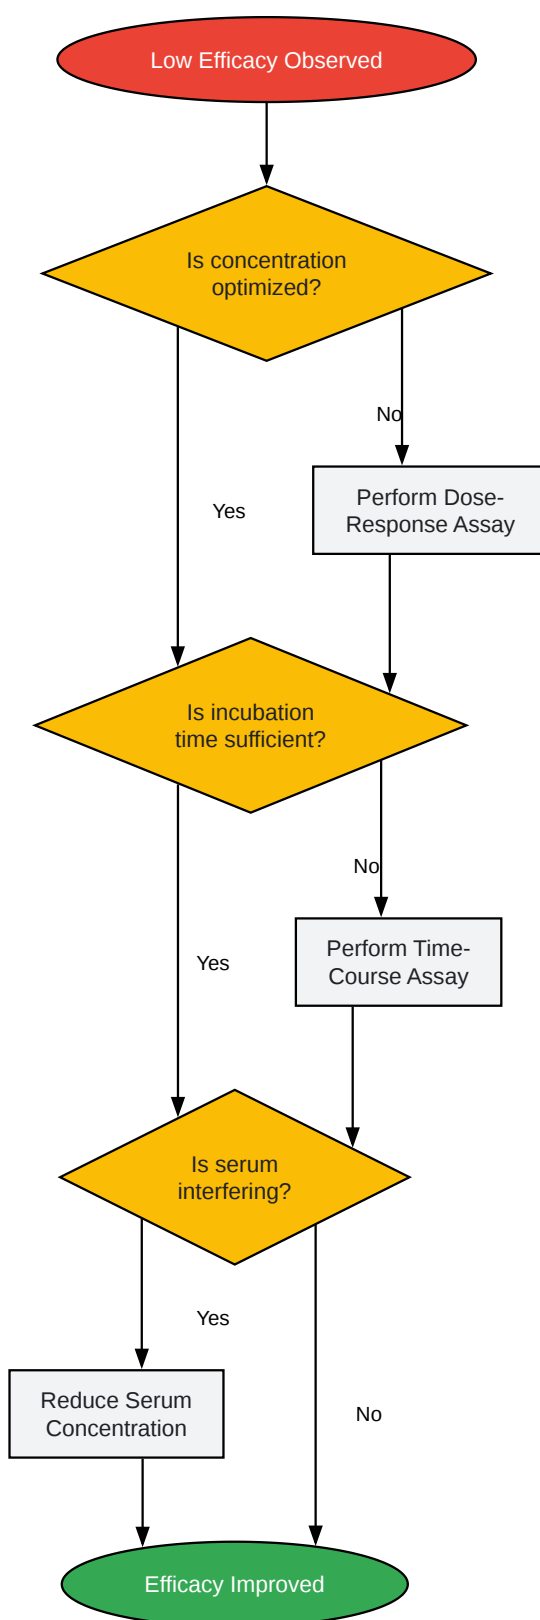 Low Efficacy Observed
Is concentration
optimized?
No
Perform Dose-
Response Assay
Yes
Is incubation
time sufficient?
No
Perform Time-
Course Assay
Yes
Is serum
interfering?
Yes
Reduce Serum
Concentration
No
Efficacy Improved